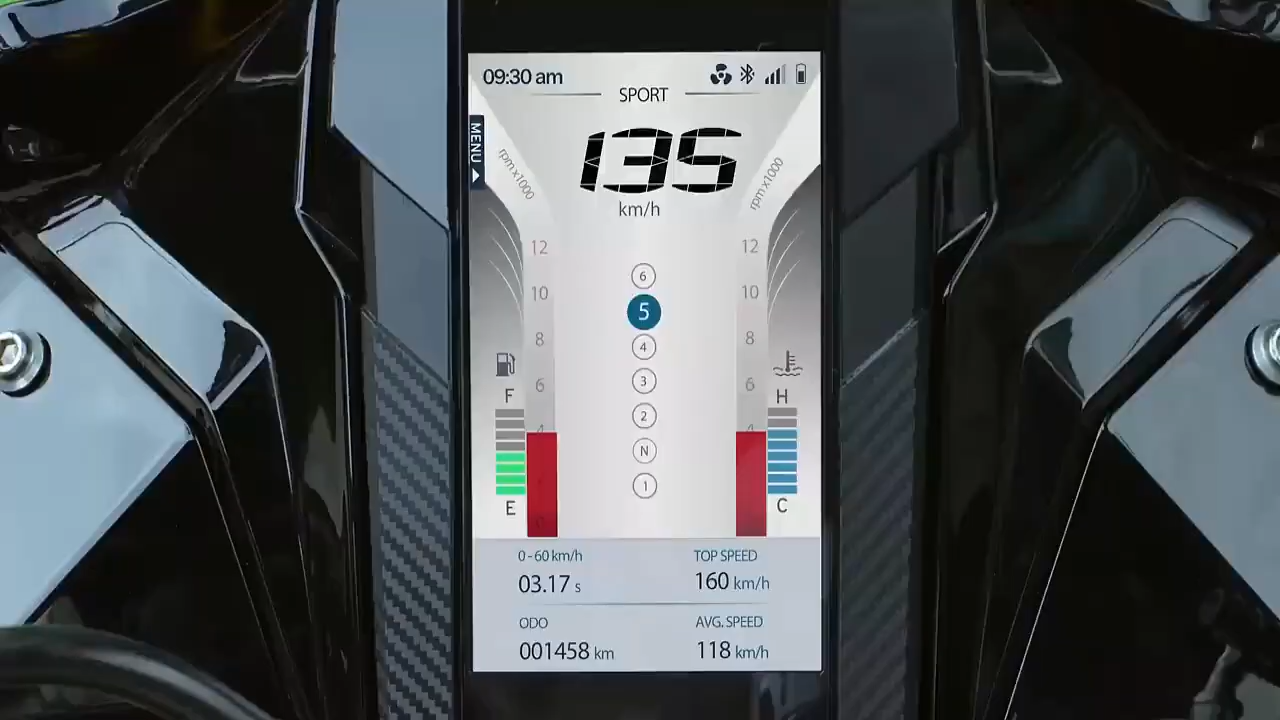 09:30 am
SPORT
MENU
135
km/h
rpm x1000
rpm x1000
12
10
8
6
4
12
10
8
6
4
6
5
4
3
2
N
1
F
E
H
C
0 - 60 km/h
03.17 s
TOP SPEED
160 km/h
ODO
001458 km
AVG. SPEED
118 km/h